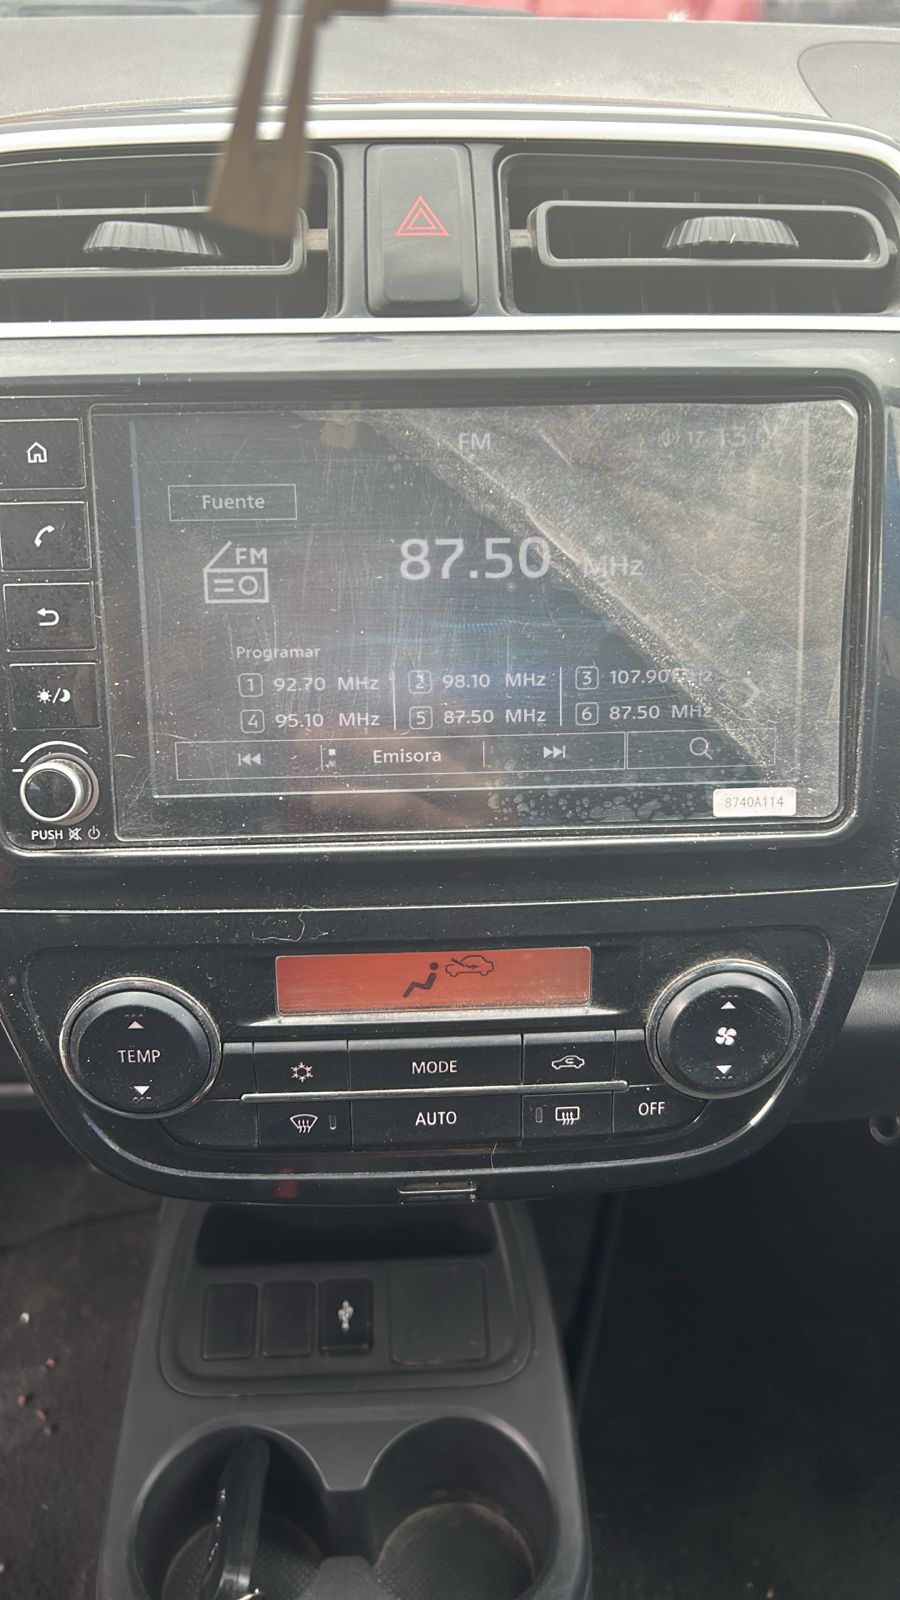 FM
Fuente
FM
87.50 MHz
Programar
1 92.70 MHz 2 98.10 MHz 3 107.90
4 95.10 MHz 5 87.50 MHz 6 87.50 MHz
Emisora
8740A114
PUSH
TEMP
MODE
AUTO
OFF